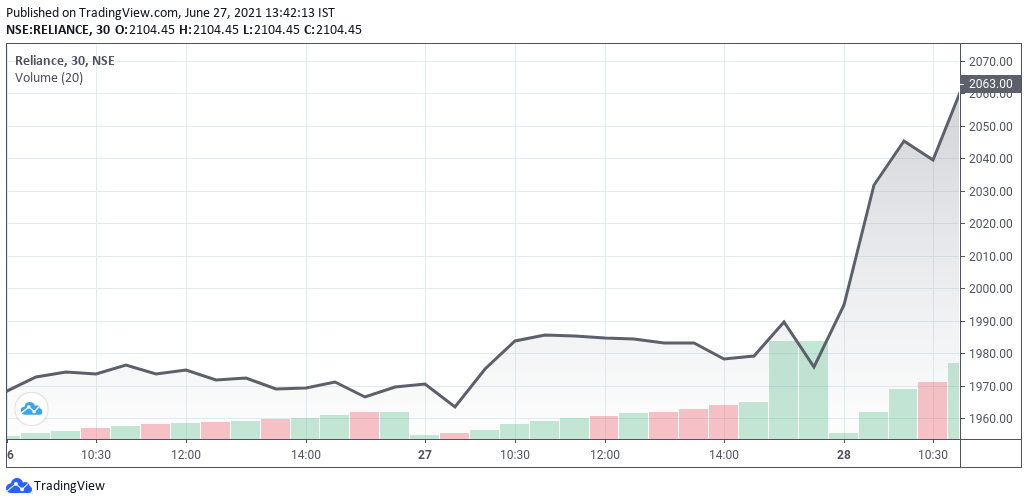 Published on TradingView.com, June 27, 2021 13:42:13 IST
NSE:RELIANCE, 30 O:2104.45 H:2104.45 L:2104.45 C:2104.45
Reliance, 30, NSE
Volume (20)
2070.00
2063.00
2060.00
2050.00
2040.00
2030.00
2020.00
2010.00
2000.00
1990.00
1980.00
1970.00
1960.00
6 10:30 12:00 14:00 27 10:30 12:00 14:00 28 10:30
TradingView